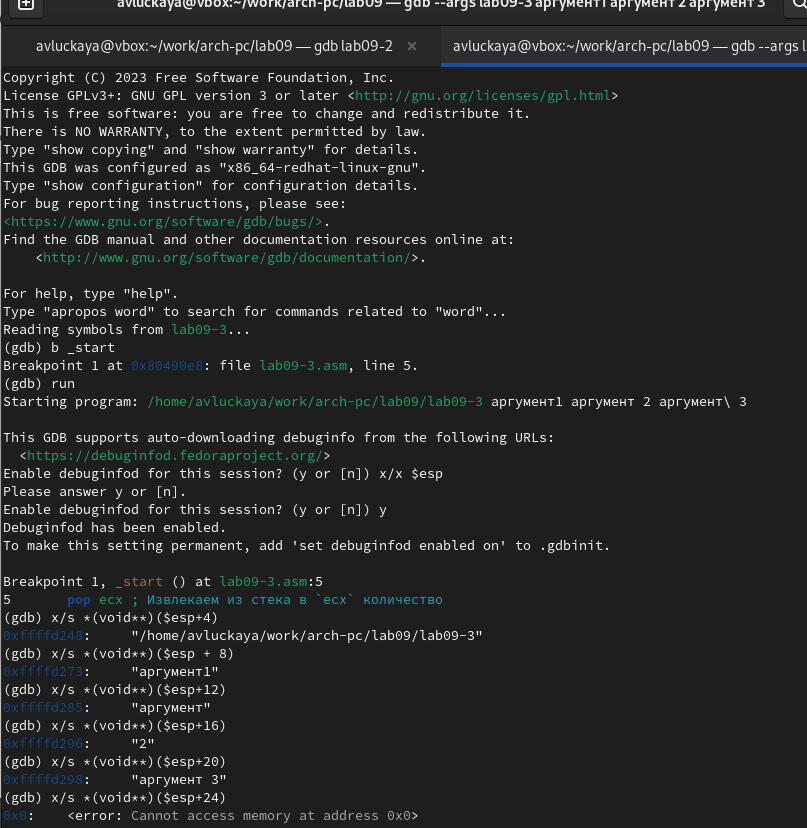 avluckaya@vbox:~/work/arch-pc/lab09 — gdb --args lab09-3 аргумент1 аргумент 2 аргумент 3
avluckaya@vbox:~/work/arch-pc/lab09 — gdb lab09-2 ×
avluckaya@vbox:~/work/arch-pc/lab09 — gdb --args l
Copyright (C) 2023 Free Software Foundation, Inc.
License GPLv3+: GNU GPL version 3 or later <http://gnu.org/licenses/gpl.html>
This is free software: you are free to change and redistribute it.
There is NO WARRANTY, to the extent permitted by law.
Type "show copying" and "show warranty" for details.
This GDB was configured as "x86_64-redhat-linux-gnu".
Type "show configuration" for configuration details.
For bug reporting instructions, please see:
<https://www.gnu.org/software/gdb/bugs/>.
Find the GDB manual and other documentation resources online at:
    <http://www.gnu.org/software/gdb/documentation/>.
For help, type "help".
Type "apropos word" to search for commands related to "word"...
Reading symbols from lab09-3...
(gdb) b _start
Breakpoint 1 at 0x80490e8: file lab09-3.asm, line 5.
(gdb) run
Starting program: /home/avluckaya/work/arch-pc/lab09/lab09-3 аргумент1 аргумент 2 аргумент\ 3
This GDB supports auto-downloading debuginfo from the following URLs:
  <https://debuginfod.fedoraproject.org/>
Enable debuginfod for this session? (y or [n]) x/x $esp
Please answer y or [n].
Enable debuginfod for this session? (y or [n]) y
Debuginfod has been enabled.
To make this setting permanent, add 'set debuginfod enabled on' to .gdbinit.
Breakpoint 1, _start () at lab09-3.asm:5
5       pop ecx ; Извлекаем из стека в `ecx` количество
(gdb) x/s *(void**)($esp+4)
0xffffd248:     "/home/avluckaya/work/arch-pc/lab09/lab09-3"
(gdb) x/s *(void**)($esp + 8)
0xffffd273:     "аргумент1"
(gdb) x/s *(void**)($esp+12)
0xffffd285:     "аргумент"
(gdb) x/s *(void**)($esp+16)
0xffffd296:     "2"
(gdb) x/s *(void**)($esp+20)
0xffffd298:     "аргумент 3"
(gdb) x/s *(void**)($esp+24)
0x0:    <error: Cannot access memory at address 0x0>